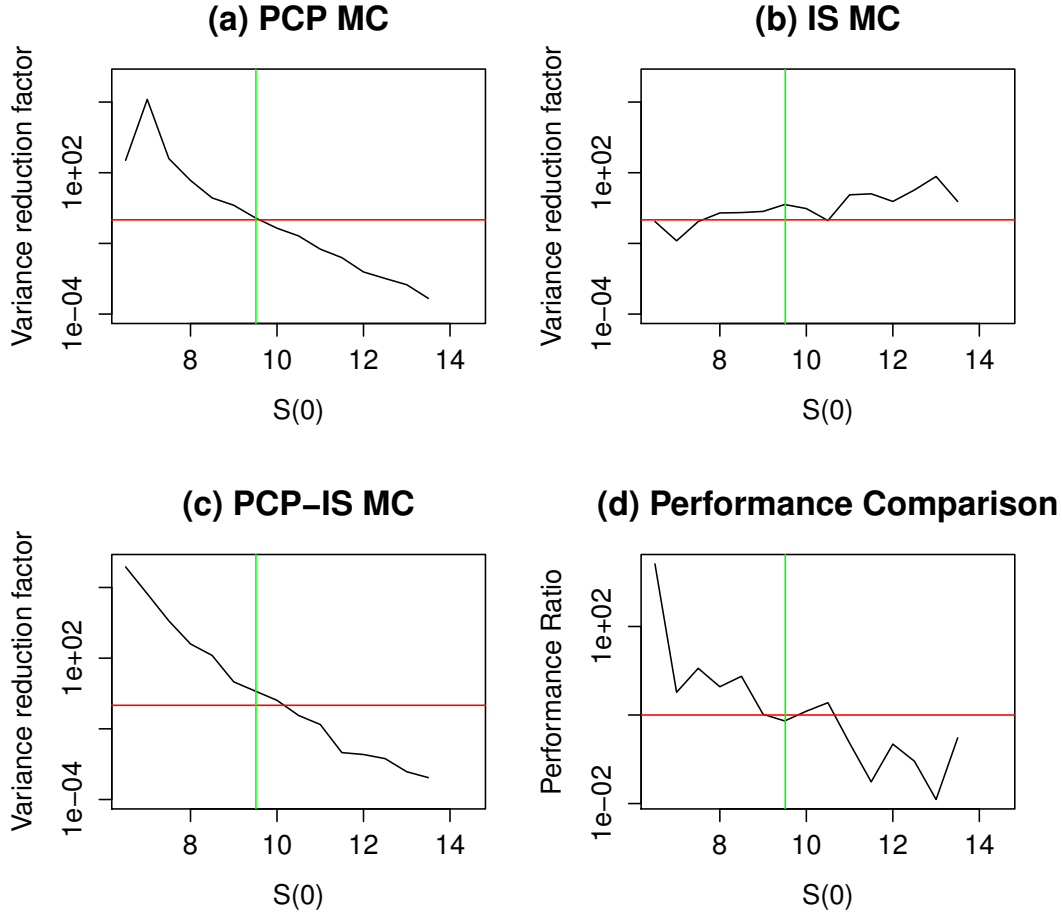 (a) PCP MC
Variance reduction factor
1e−04
1e+02
8 10 12 14
S(0)
(b) IS MC
Variance reduction factor
1e−04
1e+02
8 10 12 14
S(0)
(c) PCP−IS MC
Variance reduction factor
1e−04
1e+02
8 10 12 14
S(0)
(d) Performance Comparison
Performance Ratio
1e−02
1e+02
8 10 12 14
S(0)